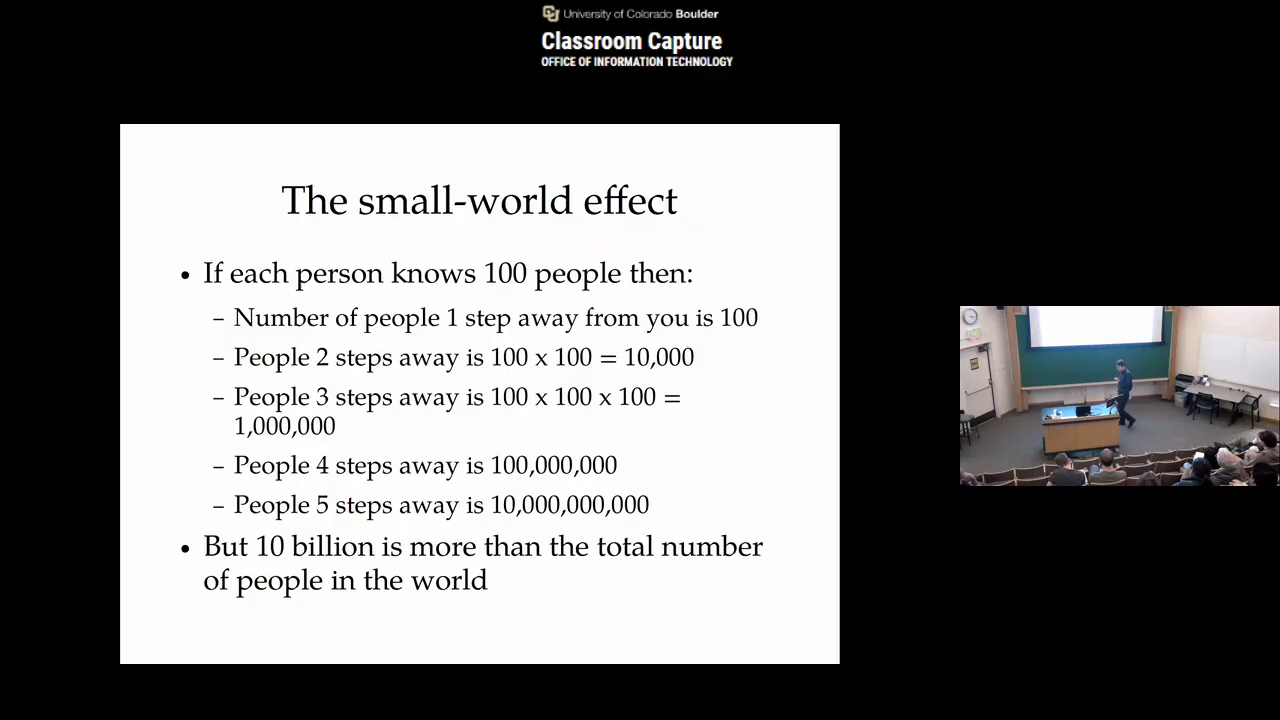 University of Colorado Boulder
Classroom Capture
OFFICE OF INFORMATION TECHNOLOGY
The small-world effect
• If each person knows 100 people then:
– Number of people 1 step away from you is 100
– People 2 steps away is 100 x 100 = 10,000
– People 3 steps away is 100 x 100 x 100 =
1,000,000
– People 4 steps away is 100,000,000
– People 5 steps away is 10,000,000,000
• But 10 billion is more than the total number
of people in the world